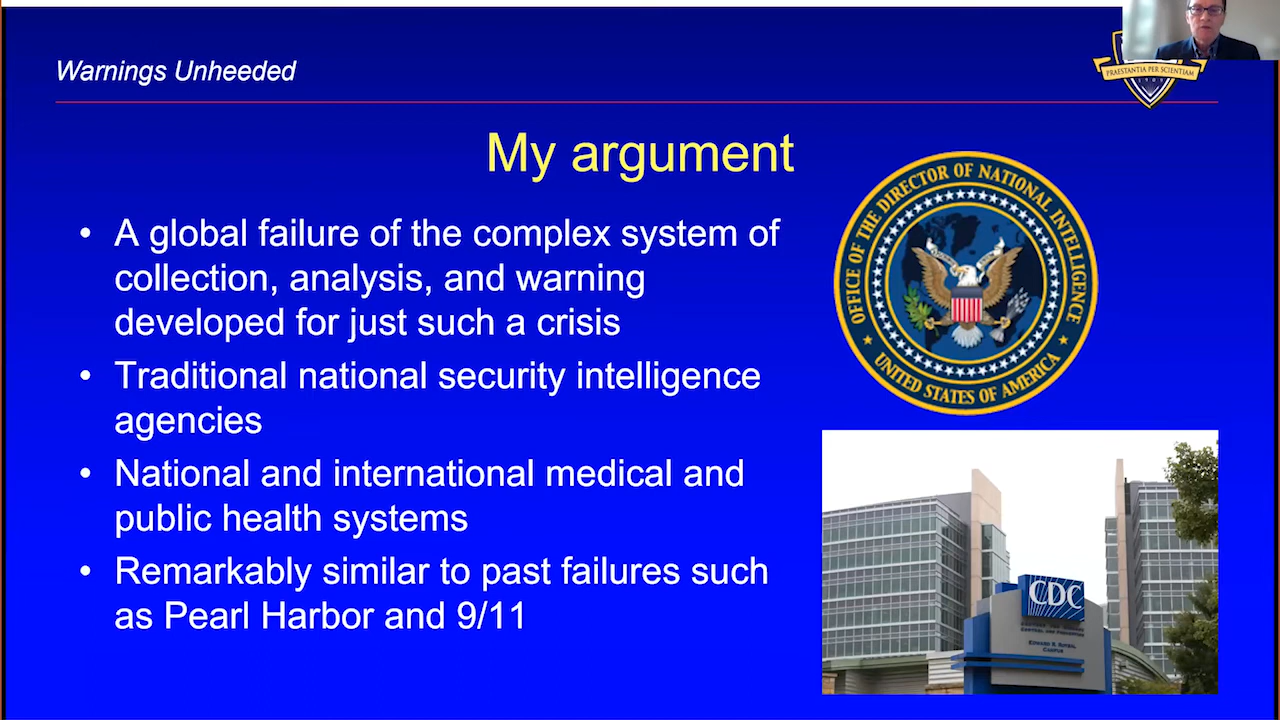 Warnings Unheeded
PRAESTANTIA PER SCIENTIAM
1909
My argument
• A global failure of the complex system of
collection, analysis, and warning
developed for just such a crisis
• Traditional national security intelligence
agencies
• National and international medical and
public health systems
• Remarkably similar to past failures such
as Pearl Harbor and 9/11
OFFICE OF THE DIRECTOR OF NATIONAL INTELLIGENCE
UNITED STATES OF AMERICA
CDC
CAMPUS